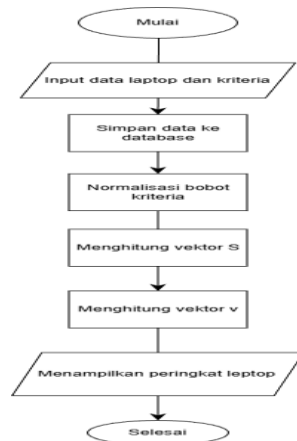 Mulai
Input data laptop dan kriteria
Simpan data ke
database
Normalisasi bobot
kriteria
Menghitung vektor S
Menghitung vektor v
Menampilkan peringkat leptop
Selesai